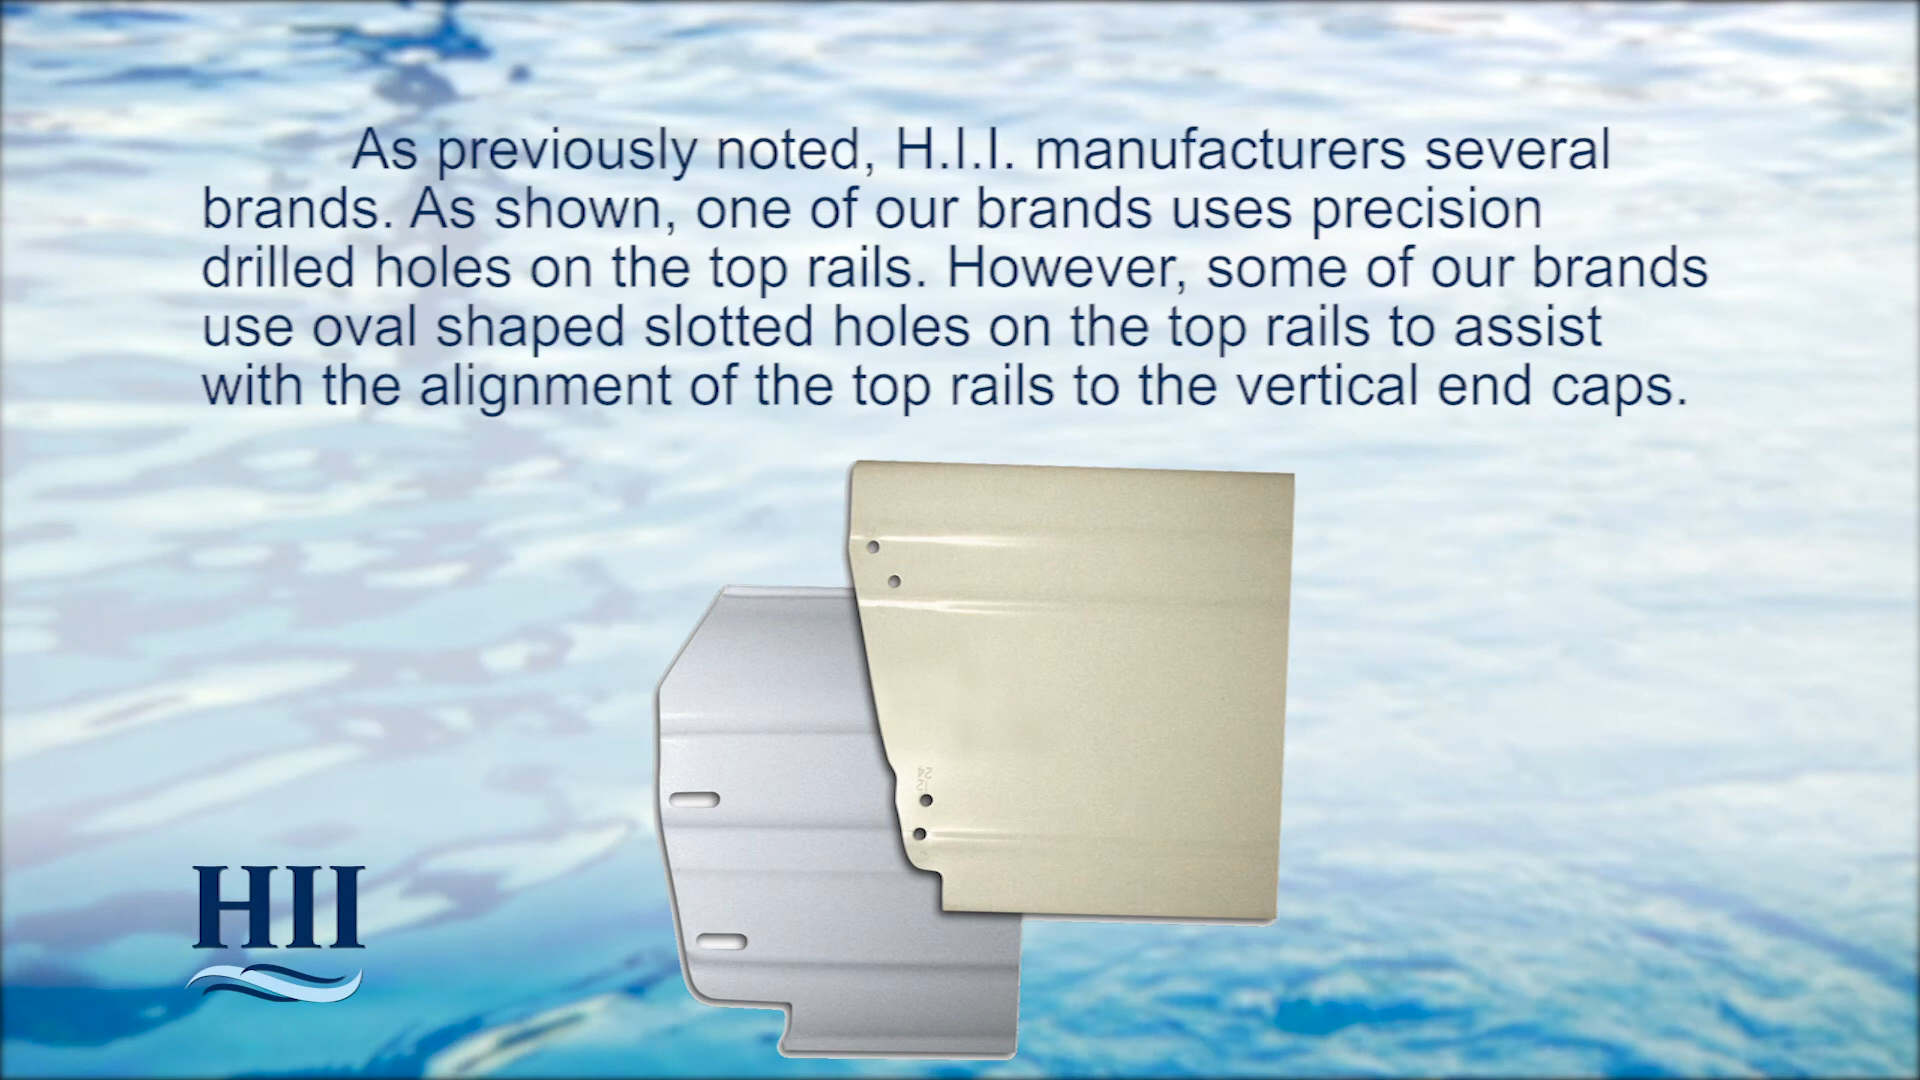 As previously noted, H.I.I. manufacturers several
brands. As shown, one of our brands uses precision
drilled holes on the top rails. However, some of our brands
use oval shaped slotted holes on the top rails to assist
with the alignment of the top rails to the vertical end caps.
HII